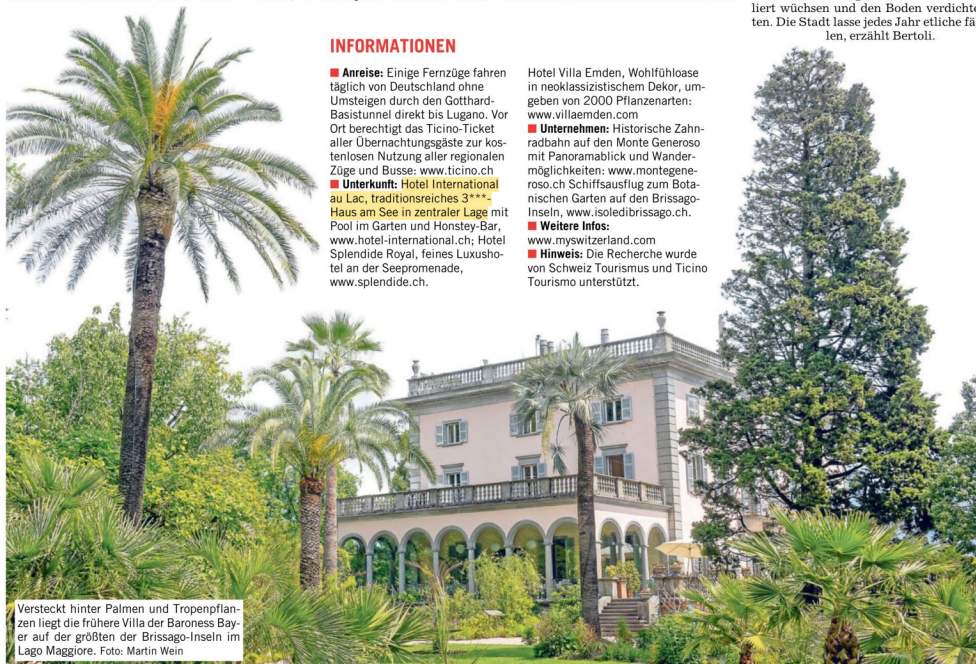 liert wüchsen und den Boden verdichte-
ten. Die Stadt lasse jedes Jahr etliche fäl-
len, erzählt Bertoli.
INFORMATIONEN
Anreise: Einige Fernzüge fahren
täglich von Deutschland ohne
Umsteigen durch den Gotthard-
Basistunnel direkt bis Lugano. Vor
Ort berechtigt das Ticino-Ticket
aller Übernachtungsgäste zur kos-
tenlosen Nutzung aller regionalen
Züge und Busse: www.ticino.ch
Unterkunft: Hotel International
au Lac, traditionsreiches 3***-
Haus am See in zentraler Lage mit
Pool im Garten und Honstey-Bar,
www.hotel-international.ch; Hotel
Splendide Royal, feines Luxusho-
tel an der Seepromenade,
www.splendide.ch.
Hotel Villa Emden, Wohlfühloase
in neoklassizistischem Dekor, um-
geben von 2000 Pflanzenarten:
www.villaemden.com
Unternehmen: Historische Zahn-
radbahn auf den Monte Generoso
mit Panoramablick und Wander-
möglichkeiten: www.montegene-
roso.ch Schiffsausflug zum Bota-
nischen Garten auf den Brissago-
Inseln, www.isoledibrissago.ch.
Weitere Infos:
www.myswitzerland.com
Hinweis: Die Recherche wurde
von Schweiz Tourismus und Ticino
Tourismo unterstützt.
Versteckt hinter Palmen und Tropenpflan-
zen liegt die frühere Villa der Baroness Bay-
er auf der größten der Brissago-Inseln im
Lago Maggiore. Foto: Martin Wein